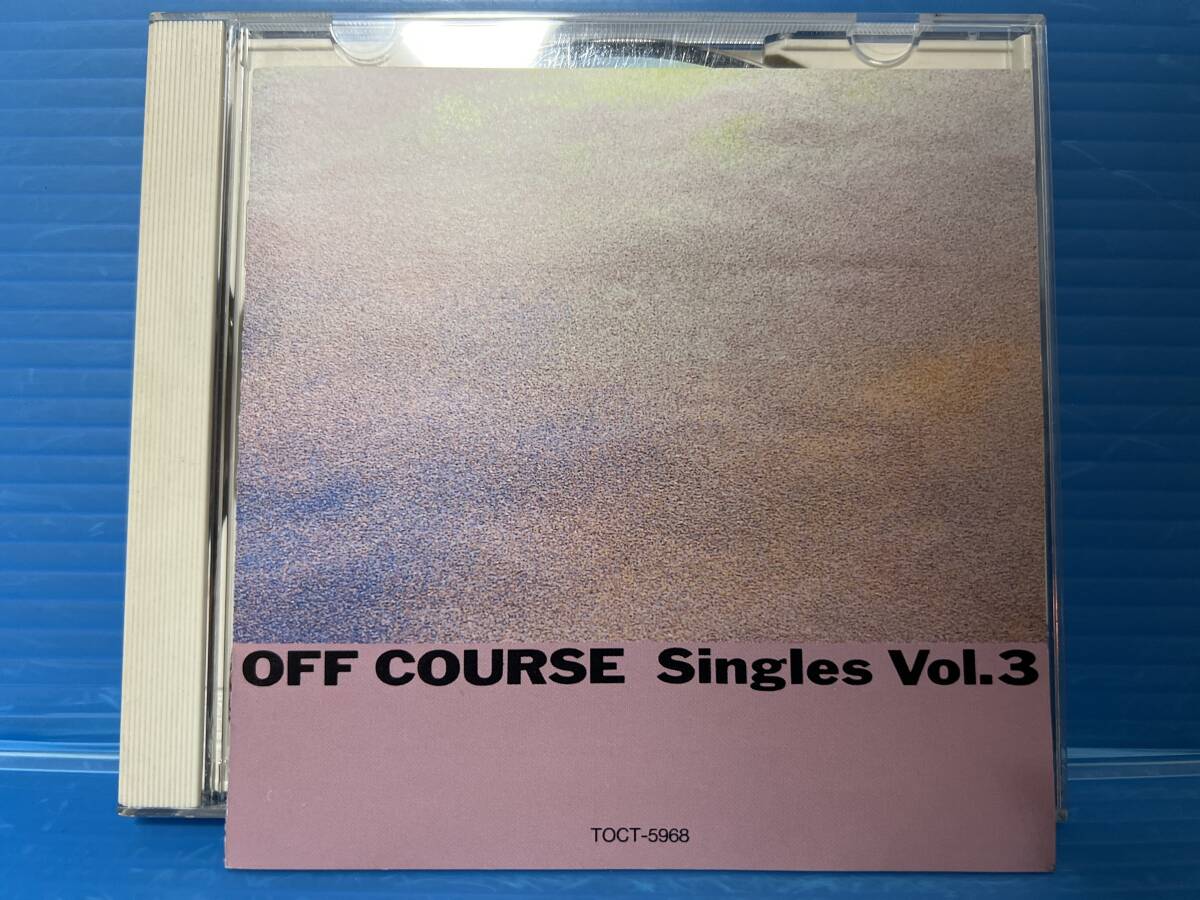 OFF COURSE Singles Vol.3
TOCT-5968